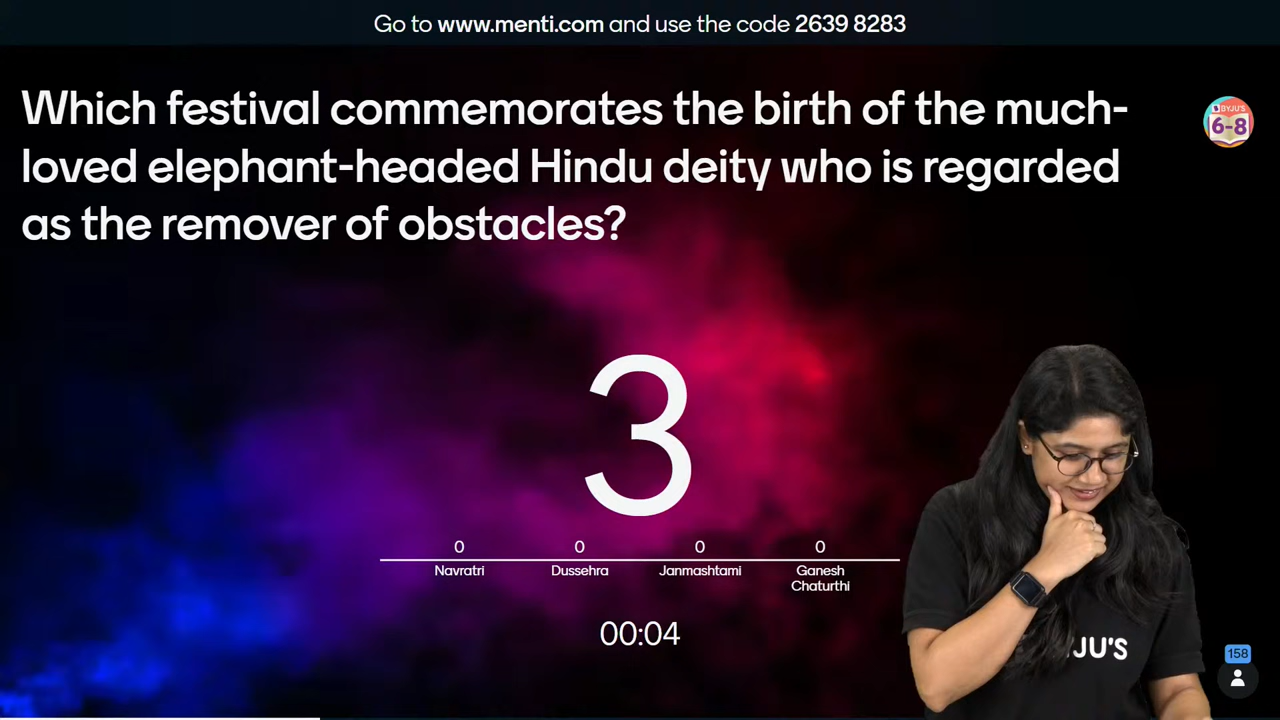 Go to www.menti.com and use the code 2639 8283
Which festival commemorates the birth of the much-
loved elephant-headed Hindu deity who is regarded
as the remover of obstacles?
BYJU'S
6-8
3
0 0 0 0
Navratri Dussehra Janmashtami Ganesh
Chaturthi
00:04
JU'S
158